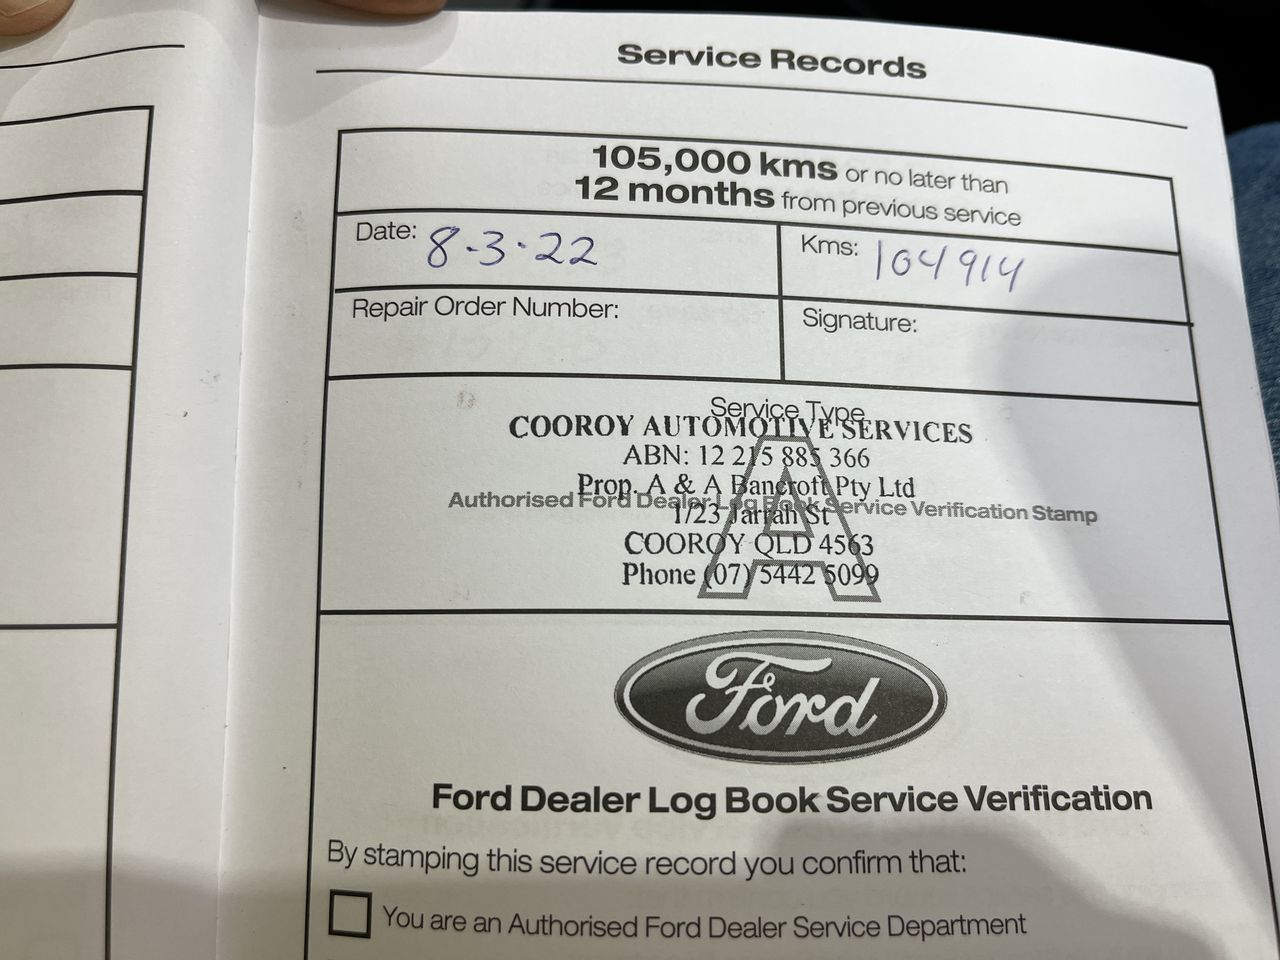 Service Records
105,000 kms or no later than
12 months from previous service
Date: 8.3.22
Kms: 104914
Repair Order Number:
Signature:
Service Type
COOROY AUTOMOTIVE SERVICES
ABN: 12 215 885 366
Prop. A & A Bancroft Pty Ltd
Authorised Ford Dealer Log Book Service Verification Stamp
1/23 Jarrah St
COOROY QLD 4563
Phone (07) 5442 5099
A
Ford
Ford Dealer Log Book Service Verification
By stamping this service record you confirm that:
You are an Authorised Ford Dealer Service Department